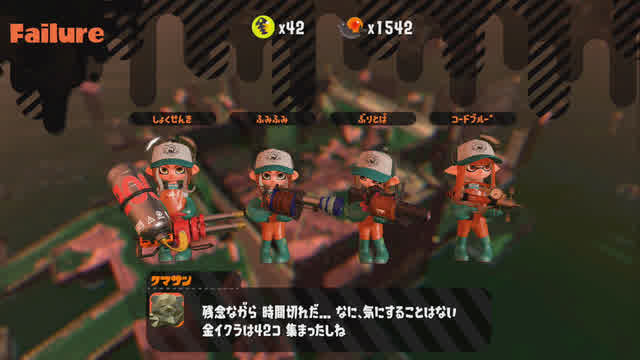 Failure
x42
x1542
しょくせんき
ふみふみ
ぷりとば
コードブルー"
クマサン
残念ながら 時間切れだ... なに、気にすることはない
金イクラは42コ 集まったしね